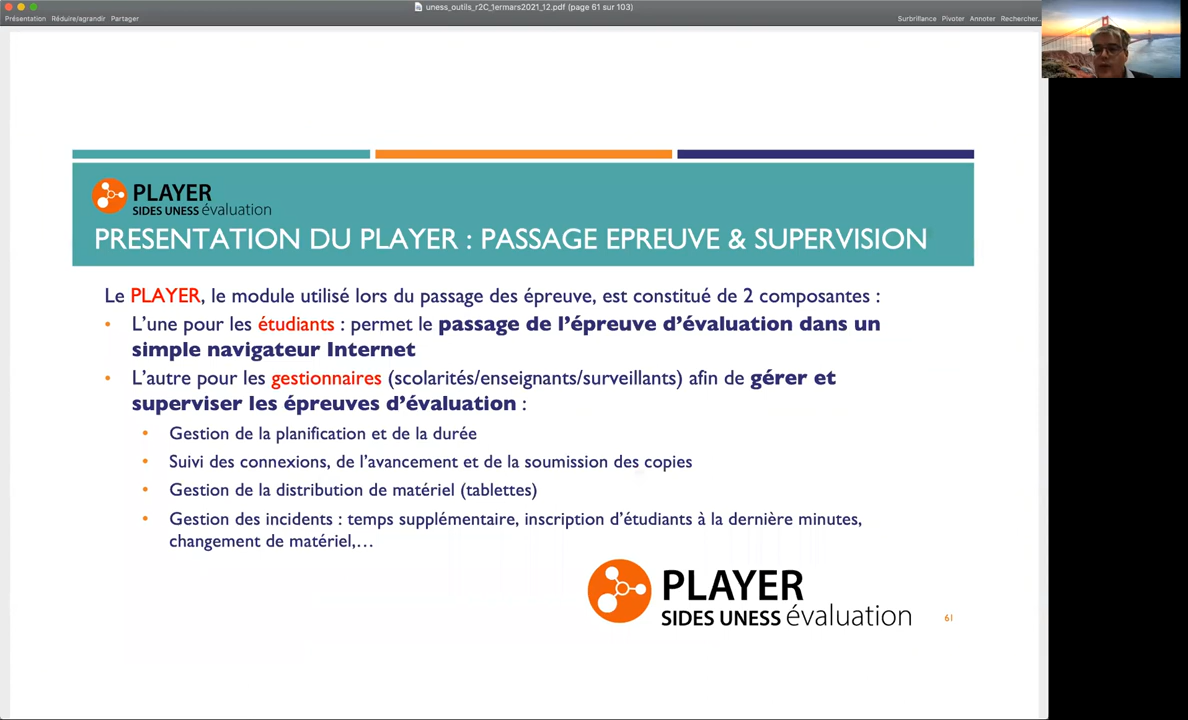 uness_outils_r2C_1ermars2021_12.pdf (page 61 sur 103)
Présentation Réduire/agrandir Partager
Surbrillance Pivoter Annoter Rechercher...
PLAYER
SIDES UNESS évaluation
PRESENTATION DU PLAYER : PASSAGE EPREUVE & SUPERVISION
Le PLAYER, le module utilisé lors du passage des épreuve, est constitué de 2 composantes :
• L'une pour les étudiants : permet le passage de l'épreuve d'évaluation dans un
simple navigateur Internet
• L'autre pour les gestionnaires (scolarités/enseignants/surveillants) afin de gérer et
superviser les épreuves d'évaluation :
• Gestion de la planification et de la durée
• Suivi des connexions, de l'avancement et de la soumission des copies
• Gestion de la distribution de matériel (tablettes)
• Gestion des incidents : temps supplémentaire, inscription d'étudiants à la dernière minutes,
changement de matériel,…
PLAYER
SIDES UNESS évaluation
61